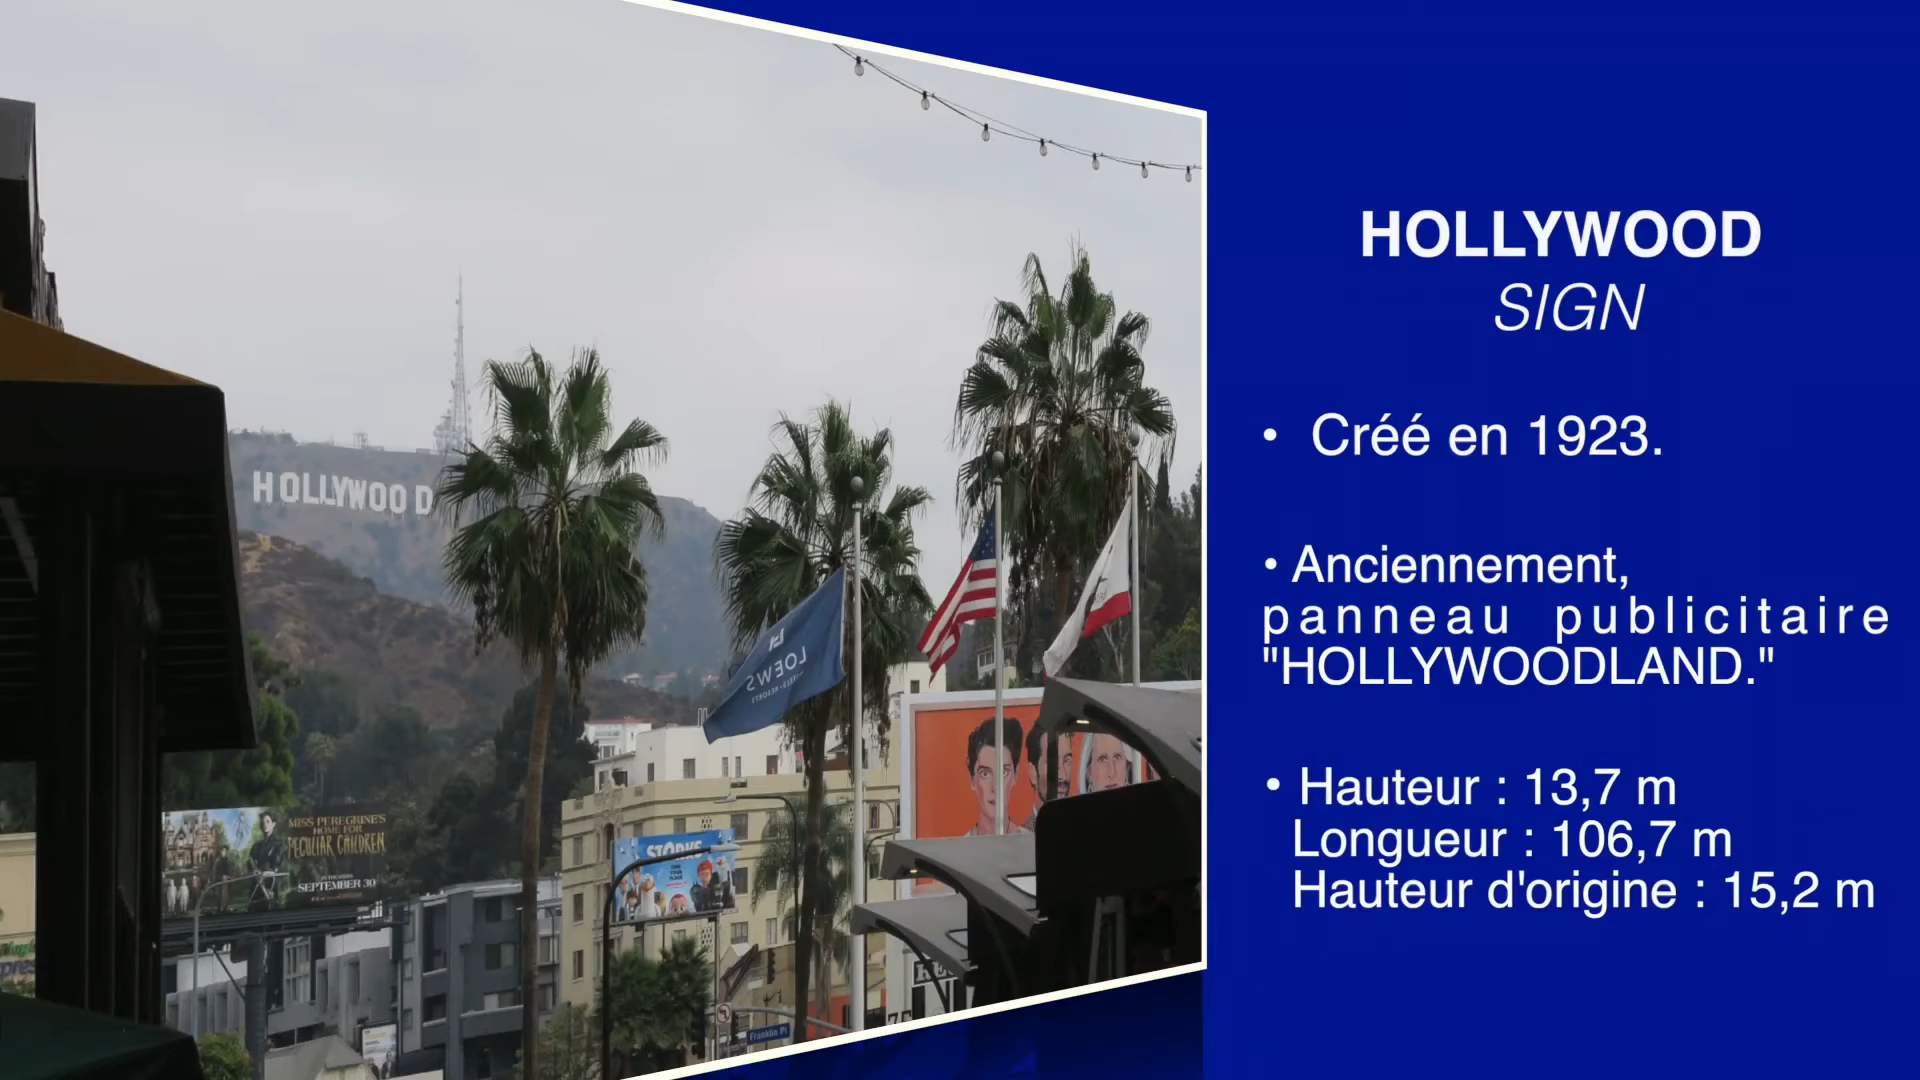 HOLLYWOOD
SIGN
• Créé en 1923.
• Anciennement,
panneau publicitaire
"HOLLYWOODLAND."
• Hauteur : 13,7 m
Longueur : 106,7 m
Hauteur d'origine : 15,2 m
HOLLYWOOD
LOEWS
MISS PEREGRINE'S
HOME FOR
PECULIAR CHILDREN
SEPTEMBER 30
STORKS
Franklin Pl